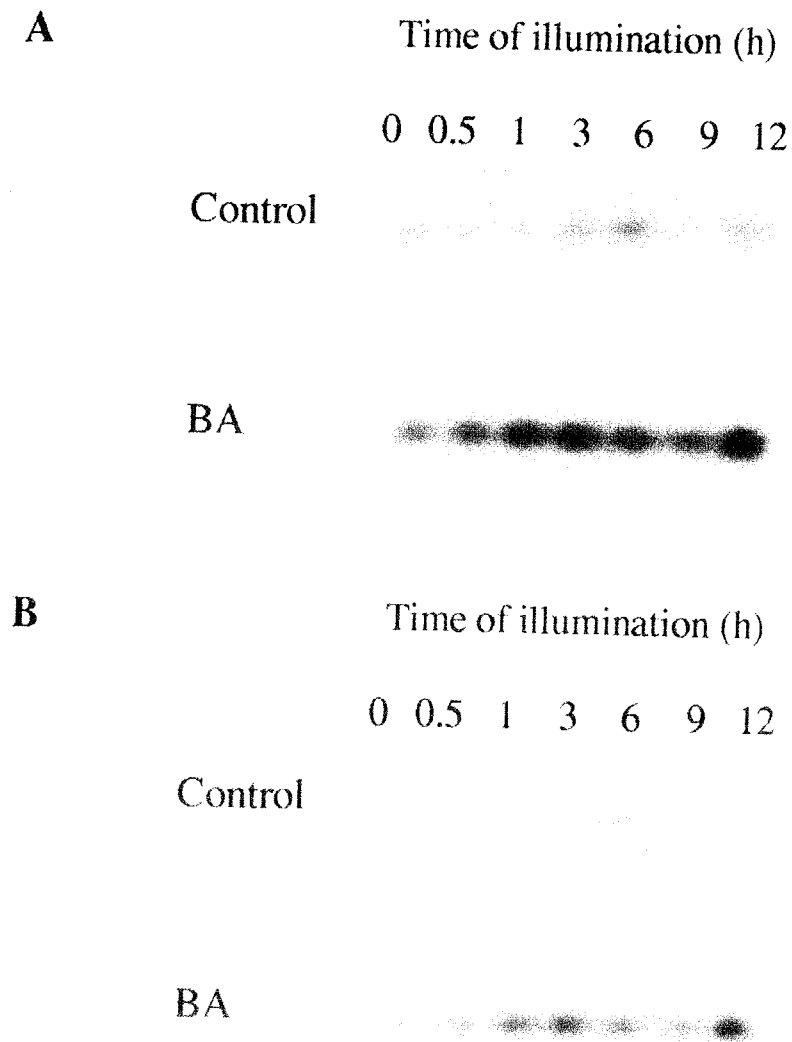 A
Time of illumination (h)
0 0.5 1 3 6 9 12
Control
BA
B
Time of illumination (h)
0 0.5 1 3 6 9 12
Control
BA